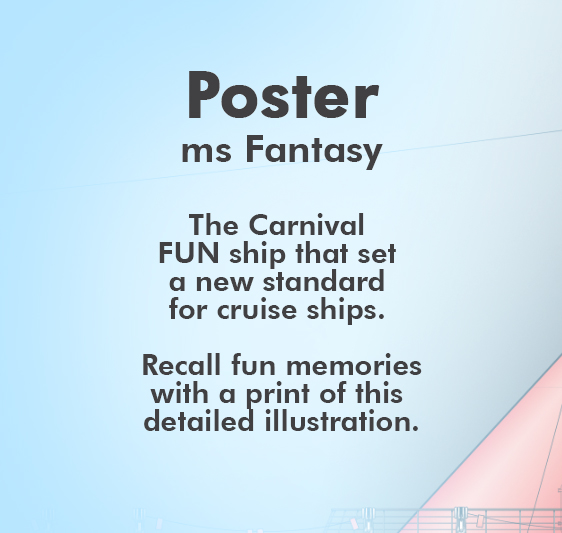 Poster
ms Fantasy
The Carnival
FUN ship that set
a new standard
for cruise ships.
Recall fun memories
with a print of this
detailed illustration.